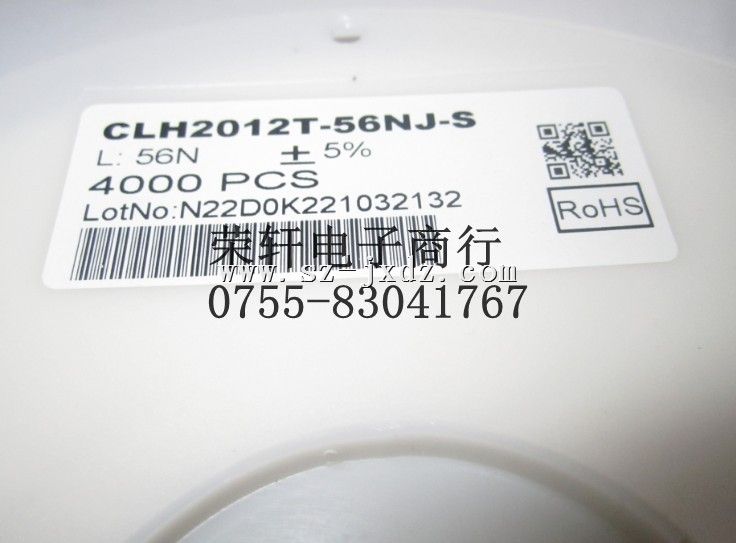 CLH2012T-56NJ-S
L: 56N ± 5%
4000 PCS
LotNo:N22D0K221032132
RoHS
荣轩电子商行
www.sz-jxdz.com
0755-83041767